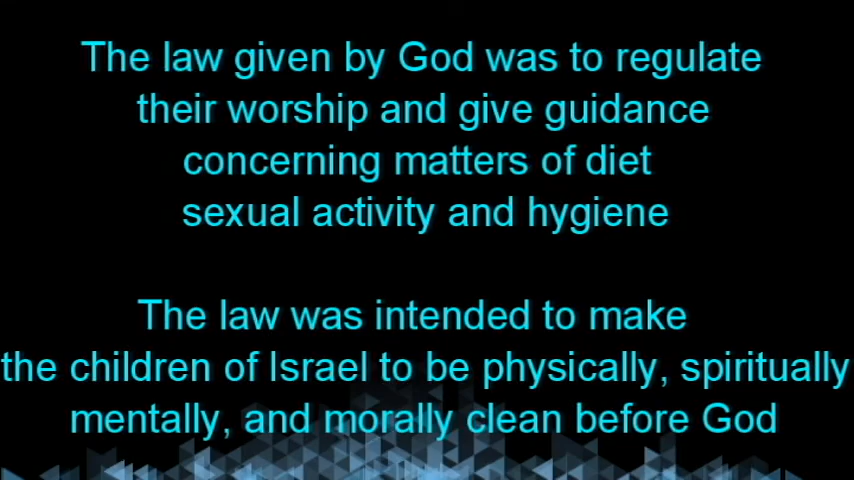 The law given by God was to regulate
their worship and give guidance
concerning matters of diet
sexual activity and hygiene
The law was intended to make
the children of Israel to be physically, spiritually
mentally, and morally clean before God